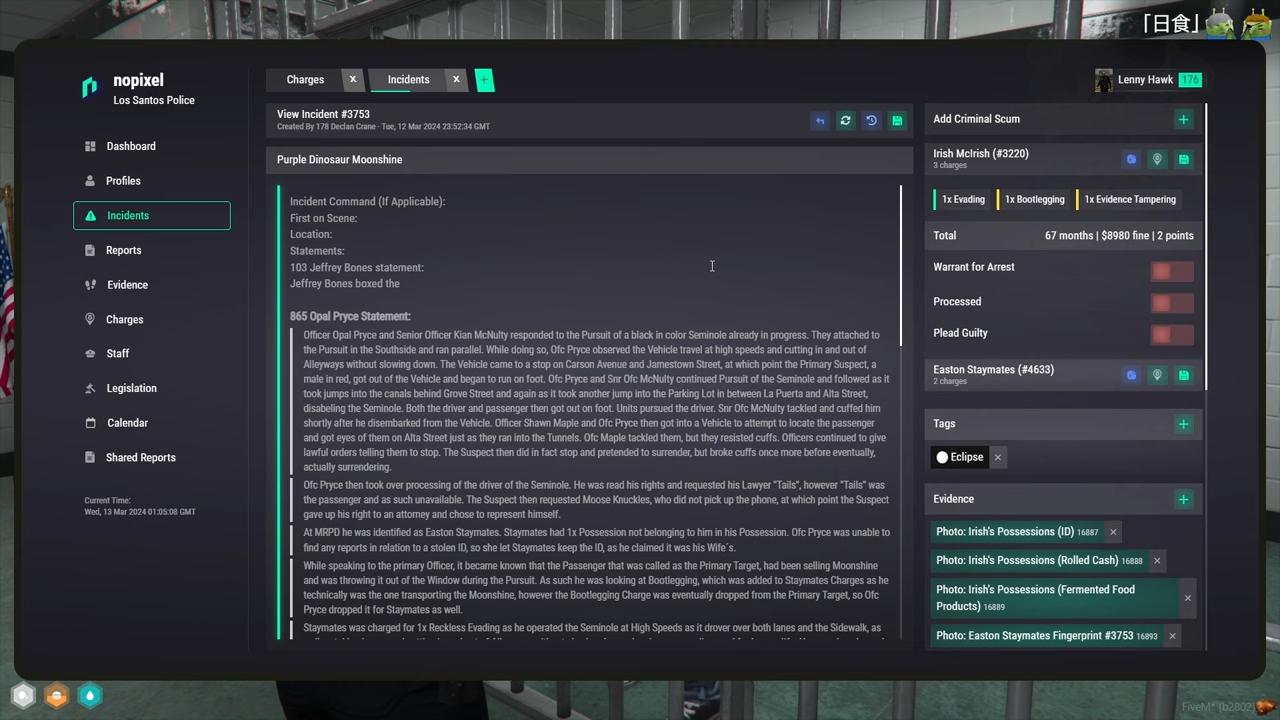 「日食」
nopixel
Los Santos Police
Dashboard
Profiles
Incidents
Reports
Evidence
Charges
Staff
Legislation
Calendar
Shared Reports
Current Time:
Wed, 13 Mar 2024 01:05:08 GMT
Charges x Incidents x +
Lenny Hawk 176
View Incident #3753
Created By 178 Declan Crane · Tue, 12 Mar 2024 23:52:34 GMT
Purple Dinosaur Moonshine
Incident Command (If Applicable):
First on Scene:
Location:
Statements:
103 Jeffrey Bones statement:
Jeffrey Bones boxed the
865 Opal Pryce Statement:
Officer Opal Pryce and Senior Officer Kian McNulty responded to the Pursuit of a black in color Seminole already in progress. They attached to
the Pursuit in the Southside and ran parallel. While doing so, Ofc Pryce observed the Vehicle travel at high speeds and cutting in and out of
Alleyways without slowing down. The Vehicle came to a stop on Carson Avenue and Jamestown Street, at which point the Primary Suspect, a
male in red, got out of the Vehicle and began to run on foot. Ofc Pryce and Snr Ofc McNulty continued Pursuit of the Seminole and followed as it
took jumps into the canals behind Grove Street and again as it took another jump into the Parking Lot in between La Puerta and Alta Street,
disabeling the Seminole. Both the driver and passenger then got out on foot. Units pursued the driver. Snr Ofc McNulty tackled and cuffed him
shortly after he disembarked from the Vehicle. Officer Shawn Maple and Ofc Pryce then got into a Vehicle to attempt to locate the passenger
and got eyes of them on Alta Street just as they ran into the Tunnels. Ofc Maple tackled them, but they resisted cuffs. Officers continued to give
lawful orders telling them to stop. The Suspect then did in fact stop and pretended to surrender, but broke cuffs once more before eventually,
actually surrendering.
Ofc Pryce then took over processing of the driver of the Seminole. He was read his rights and requested his Lawyer "Tails", however "Tails" was
the passenger and as such unavailable. The Suspect then requested Moose Knuckles, who did not pick up the phone, at which point the Suspect
gave up his right to an attorney and chose to represent himself.
At MRPD he was identified as Easton Staymates. Staymates had 1x Possession not belonging to him in his Possession. Ofc Pryce was unable to
find any reports in relation to a stolen ID, so she let Staymates keep the ID, as he claimed it was his Wife´s.
While speaking to the primary Officer, it became known that the Passenger that was called as the Primary Target, had been selling Moonshine
and was throwing it out of the Window during the Pursuit. As such he was looking at Bootlegging, which was added to Staymates Charges as he
was the one transporting the Moonshine, however the Bootlegging Charge was eventually dropped from the Primary Target, so Ofc
Pryce dropped it for Staymates as well.
Staymates was charged for 1x Reckless Evading as he operated the Seminole at High Speeds as it drover over both lanes and the Sidewalk, as
Add Criminal Scum +
Irish McIrish (#3220)
3 charges
1x Evading 1x Bootlegging 1x Evidence Tampering
Total 67 months | $8980 fine | 2 points
Warrant for Arrest
Processed
Plead Guilty
Easton Staymates (#4633)
2 charges
Tags +
Eclipse x
Evidence +
Photo: Irish's Possessions (ID) 16887 x
Photo: Irish's Possessions (Rolled Cash) 16888 x
Photo: Irish's Possessions (Fermented Food
Products) 16889 x
Photo: Easton Staymates Fingerprint #3753 16893 x
FiveM* (b2802)